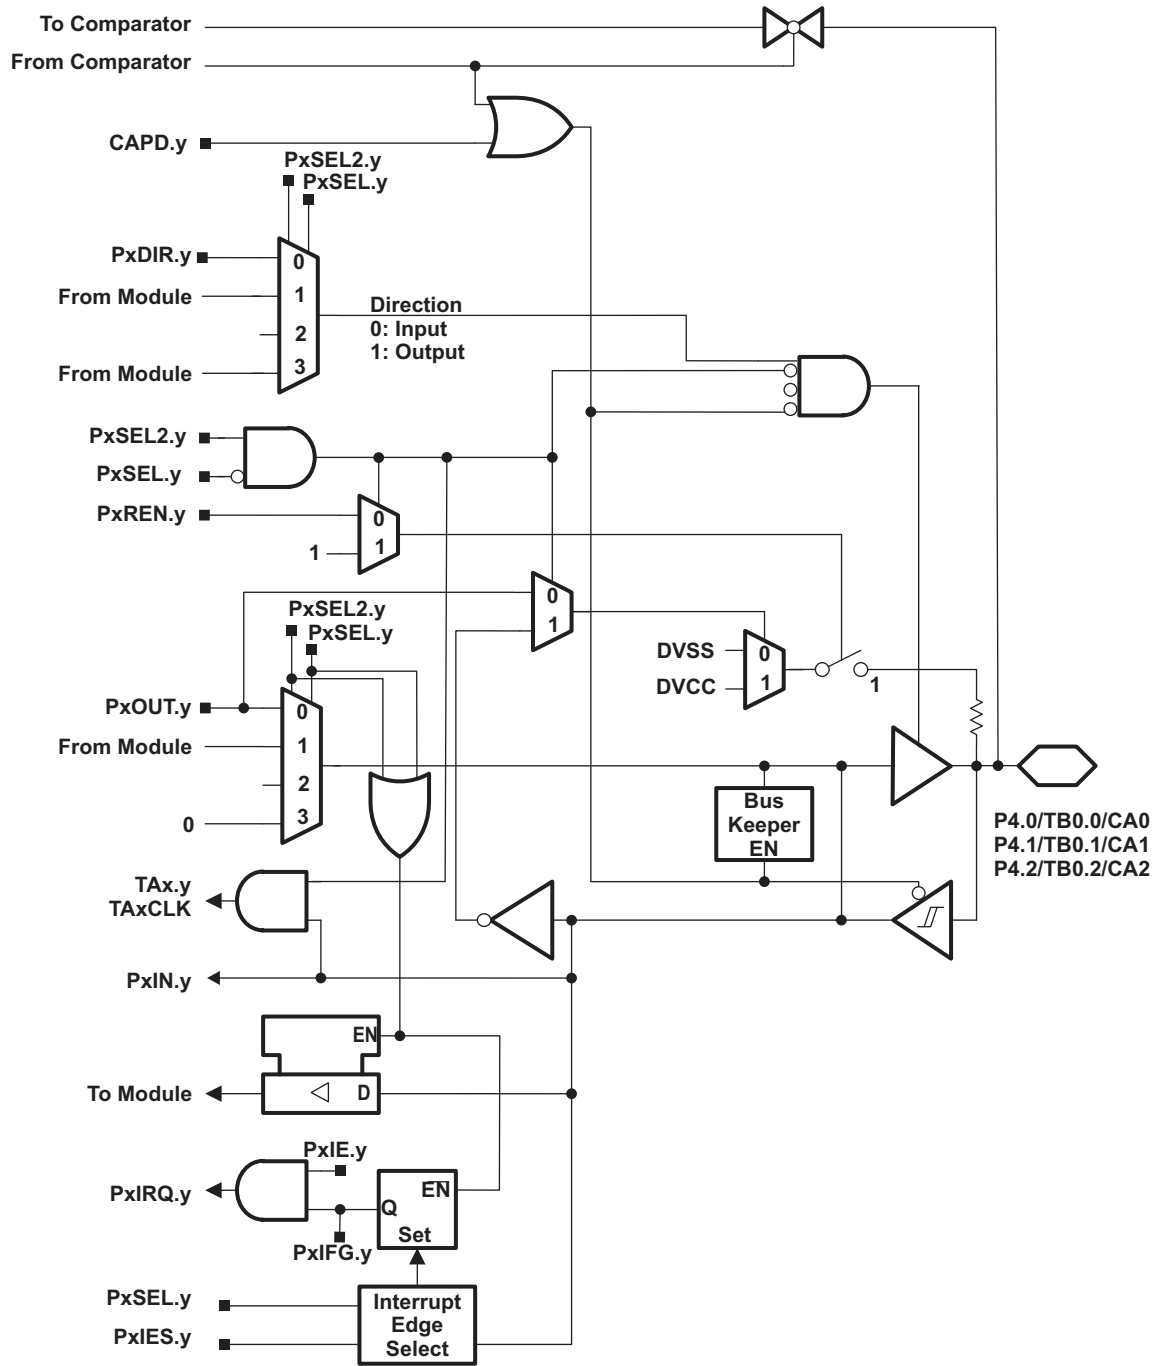 To Comparator
From Comparator
CAPD.y
PxSEL2.y
PxSEL.y
PxDIR.y
0
From Module
1
2
From Module
3
Direction
0: Input
1: Output
PxSEL2.y
PxSEL.y
PxREN.y
0
1
1
0
1
PxSEL2.y
PxSEL.y
DVSS
0
DVCC
1
1
PxOUT.y
0
From Module
1
2
0
3
Bus
Keeper
EN
P4.0/TB0.0/CA0
P4.1/TB0.1/CA1
P4.2/TB0.2/CA2
TAx.y
TAxCLK
PxIN.y
EN
To Module
D
PxIE.y
PxIRQ.y
EN
Q
Set
PxIFG.y
PxSEL.y
PxIES.y
Interrupt
Edge
Select